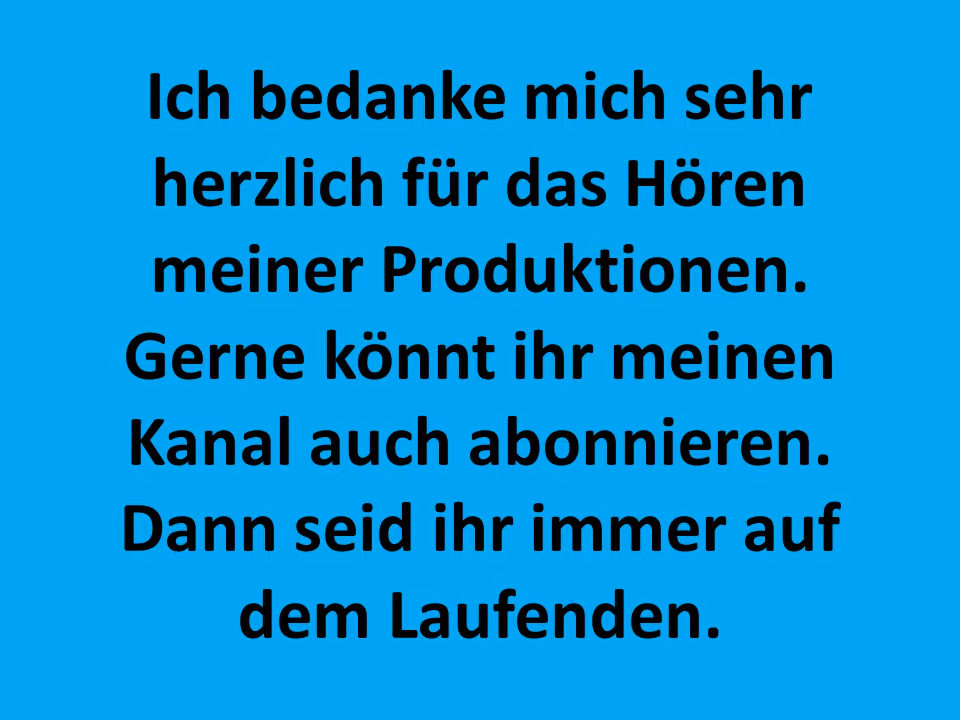 Ich bedanke mich sehr
herzlich für das Hören
meiner Produktionen.
Gerne könnt ihr meinen
Kanal auch abonnieren.
Dann seid ihr immer auf
dem Laufenden.